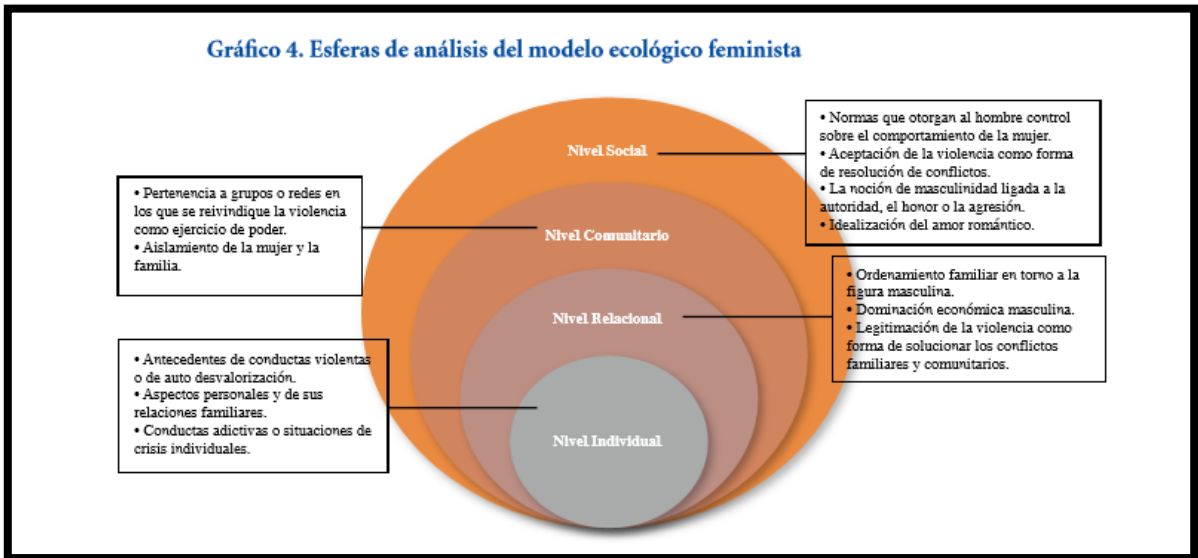 Gráfico 4. Esferas de análisis del modelo ecológico feminista
Nivel Social
• Normas que otorgan al hombre control
sobre el comportamiento de la mujer.
• Aceptación de la violencia como forma
de resolución de conflictos.
• La noción de masculinidad ligada a la
autoridad, el honor o la agresión.
• Idealización del amor romántico.
• Pertenencia a grupos o redes en
los que se reivindique la violencia
como ejercicio de poder.
• Aislamiento de la mujer y la
familia.
Nivel Comunitario
Nivel Relacional
• Ordenamiento familiar en torno a la
figura masculina.
• Dominación económica masculina.
• Legitimación de la violencia como
forma de solucionar los conflictos
familiares y comunitarios.
• Antecedentes de conductas violentas
o de auto desvalorización.
• Aspectos personales y de sus
relaciones familiares.
• Conductas adictivas o situaciones de
crisis individuales.
Nivel Individual